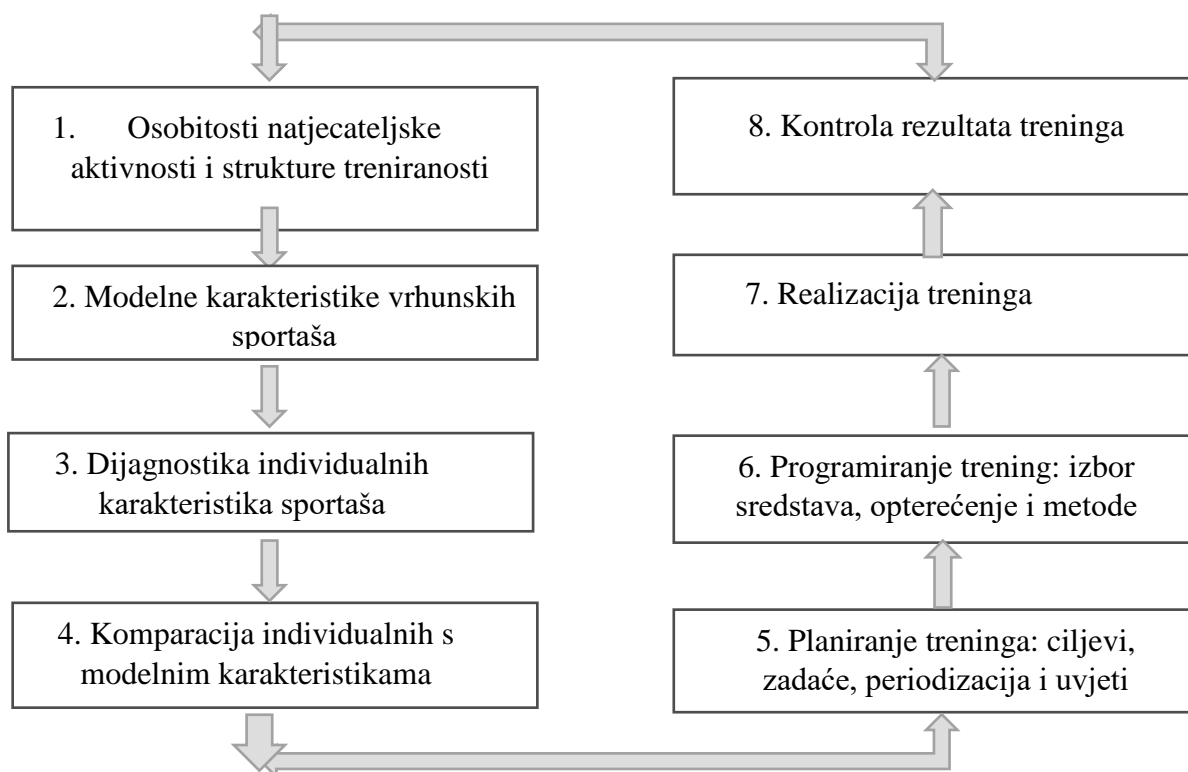 1. Osobitosti natjecateljske
aktivnosti i strukture treniranosti
2. Modelne karakteristike vrhunskih
sportaša
3. Dijagnostika individualnih
karakteristika sportaša
4. Komparacija individualnih s
modelnim karakteristikama
8. Kontrola rezultata treninga
7. Realizacija treninga
6. Programiranje trening: izbor
sredstava, opterećenje i metode
5. Planiranje treninga: ciljevi,
zadaće, periodizacija i uvjeti